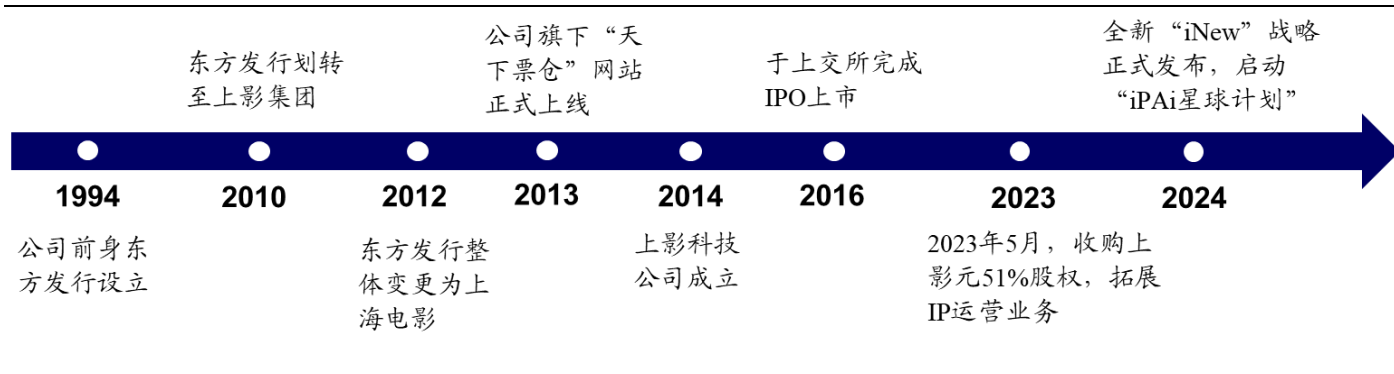 公司旗下“天
下票仓”网站
正式上线
全新“iNew”战略
正式发布，启动
“iPAi星球计划”
东方发行划转
至上影集团
于上交所完成
IPO上市
1994
2010
2012
2013
2014
2016
2023
2024
公司前身东
方发行设立
东方发行整
体变更为上
海电影
上影科技
公司成立
2023年5月，收购上
影元51%股权，拓展
IP运营业务